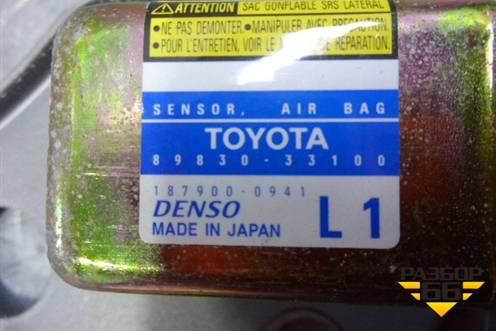 ATTENTION SAC GONFLABLE SRS LATERAL
•NE PAS DEMONTER.•MANIPULER AVEC PRECAUTION.
•POUR L'ENTRETIEN, VOIR LE DE REPARATION.
SENSOR, AIR BAG
TOYOTA
89830-33100
187900-0941
DENSO
MADE IN JAPAN
L1
РАЗБОР
66